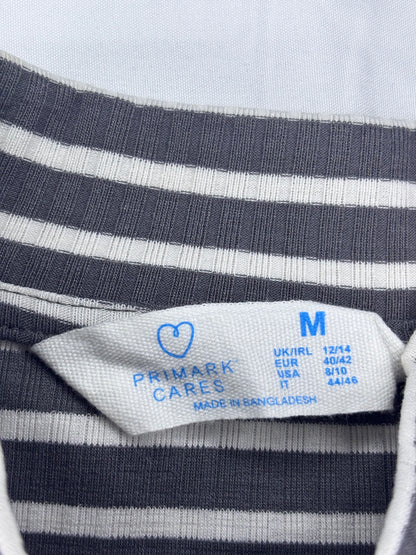 PRIMARK
CARES
M
UK/IRL 12/14
EUR 40/42
USA 8/10
IT 44/46
MADE IN BANGLADESH